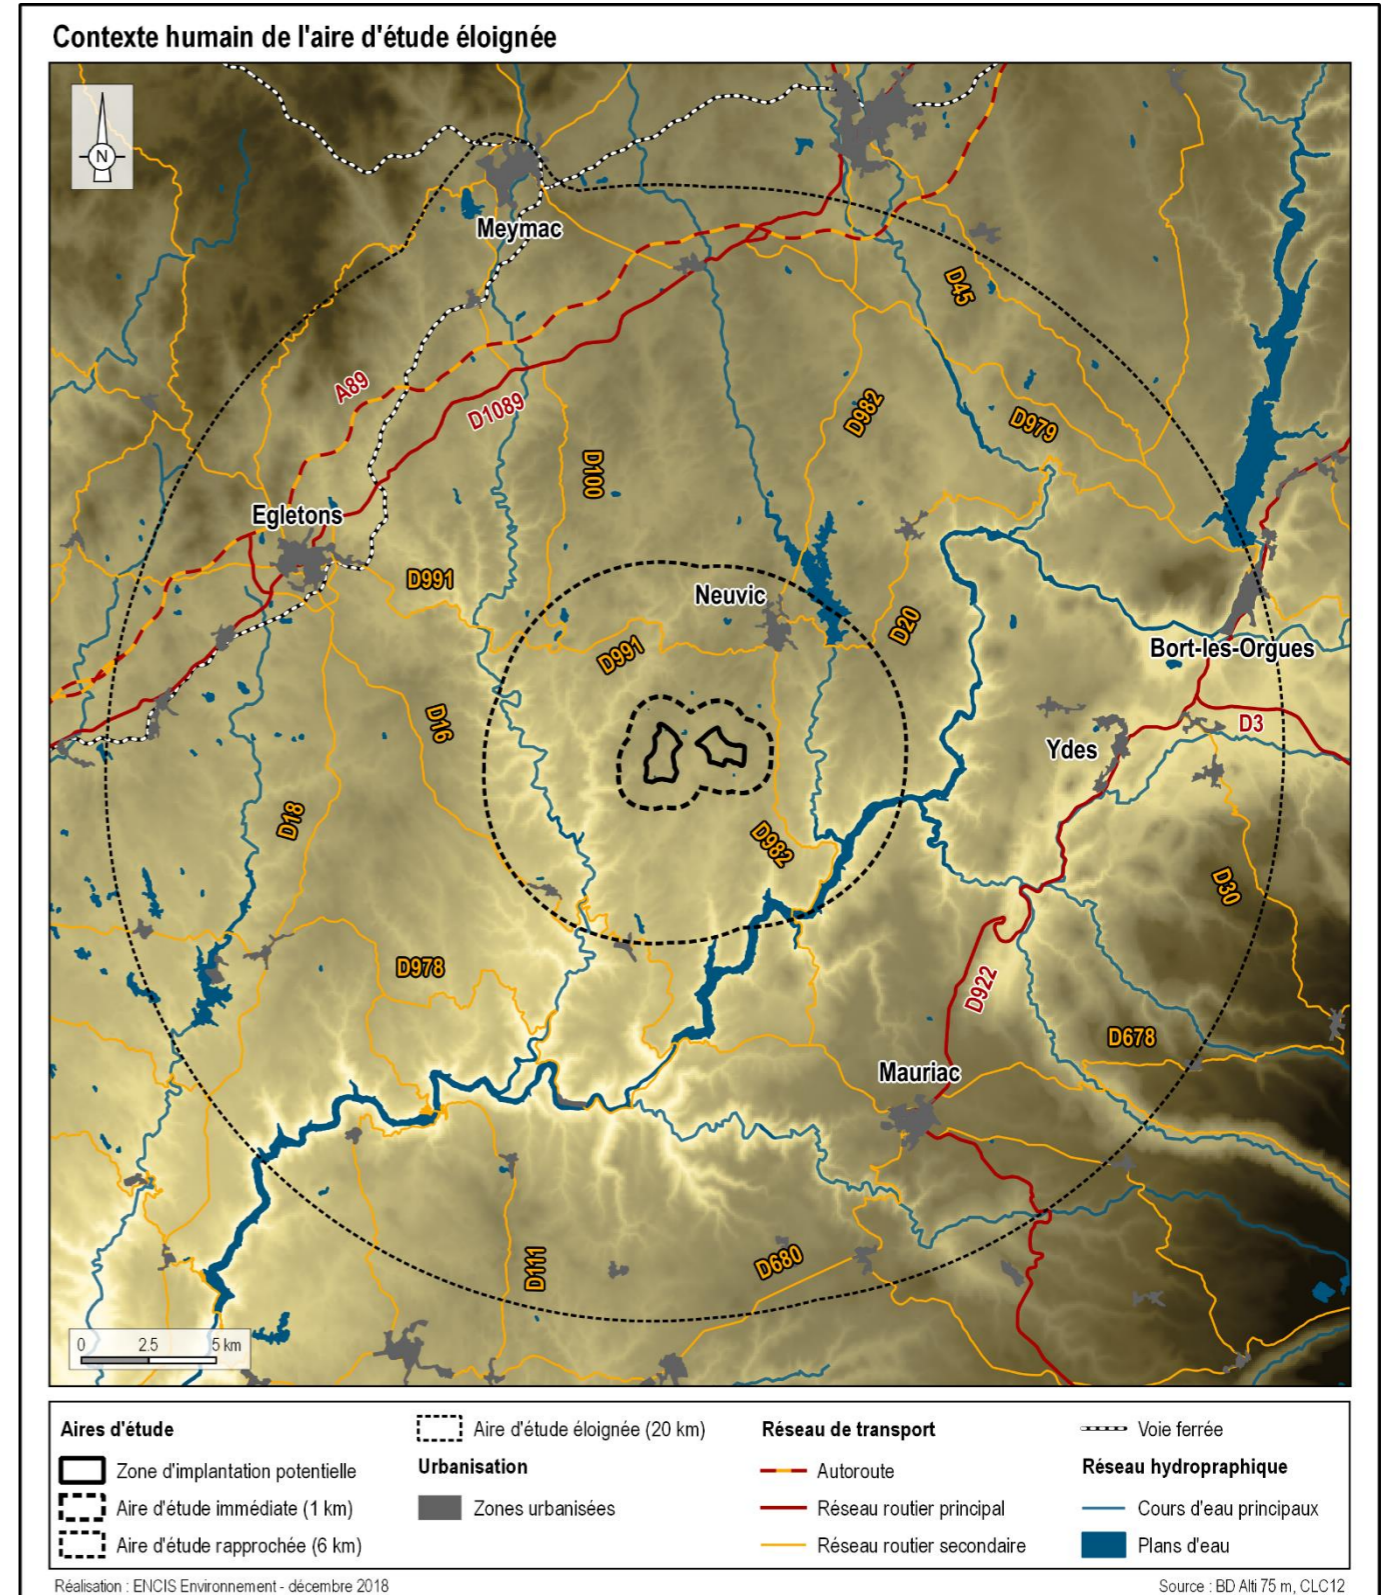 Contexte humain de l'aire d'étude éloignée
N
Meymac
D45
A89
D1089
D982
D979
D100
Egletons
D991
Neuvic
D20
D991
Bort-les-Orgues
D16
D3
Ydes
D18
D982
D30
D978
D922
D678
Mauriac
D111
D680
0 2.5 5 km
Aires d'étude
Zone d'implantation potentielle
Aire d'étude immédiate (1 km)
Aire d'étude rapprochée (6 km)
Aire d'étude éloignée (20 km)
Urbanisation
Zones urbanisées
Réseau de transport
Autoroute
Réseau routier principal
Réseau routier secondaire
Voie ferrée
Réseau hydropraphique
Cours d'eau principaux
Plans d'eau
Réalisation : ENCIS Environnement - décembre 2018
Source : BD Alti 75 m, CLC12